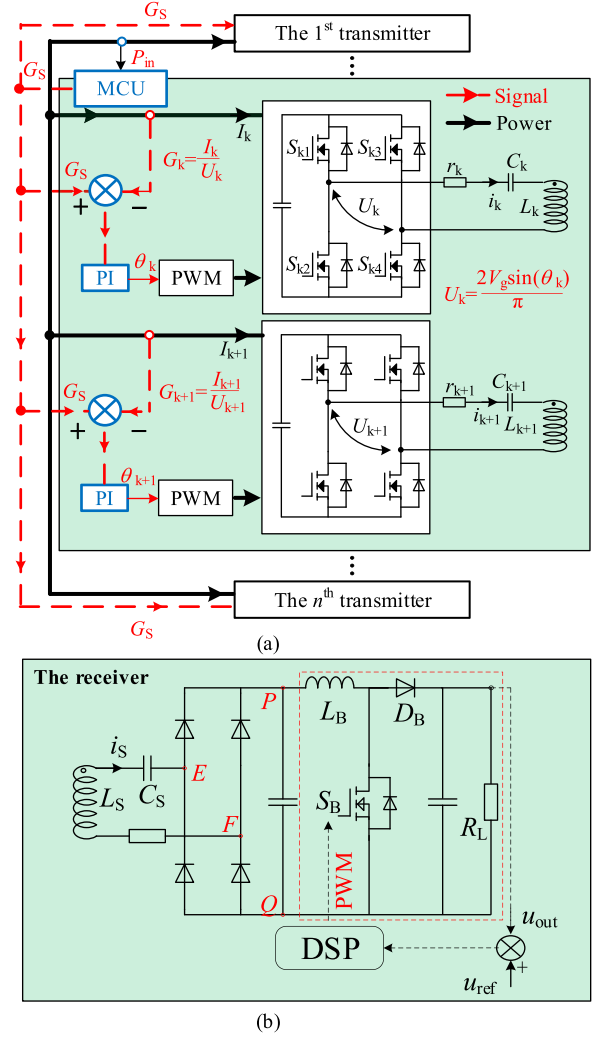 G_S
The 1^st transmitter
P_in
G_S
MCU
Signal
Power
I_k
G_k=I_k/U_k
G_S
+ −
S_k1
S_k3
U_k
S_k2
S_k4
r_k
i_k
C_k
L_k
θ_k
PI
PWM
U_k=2V_g sin(θ_k)/π
I_k+1
G_k+1=I_k+1/U_k+1
G_S
+ −
U_k+1
r_k+1
i_k+1
C_k+1
L_k+1
θ_k+1
PI
PWM
The n^th transmitter
G_S
(a)
The receiver
P
L_B
D_B
i_S
E
L_S
C_S
S_B
F
R_L
PWM
Q
u_out
DSP
+
u_ref
(b)